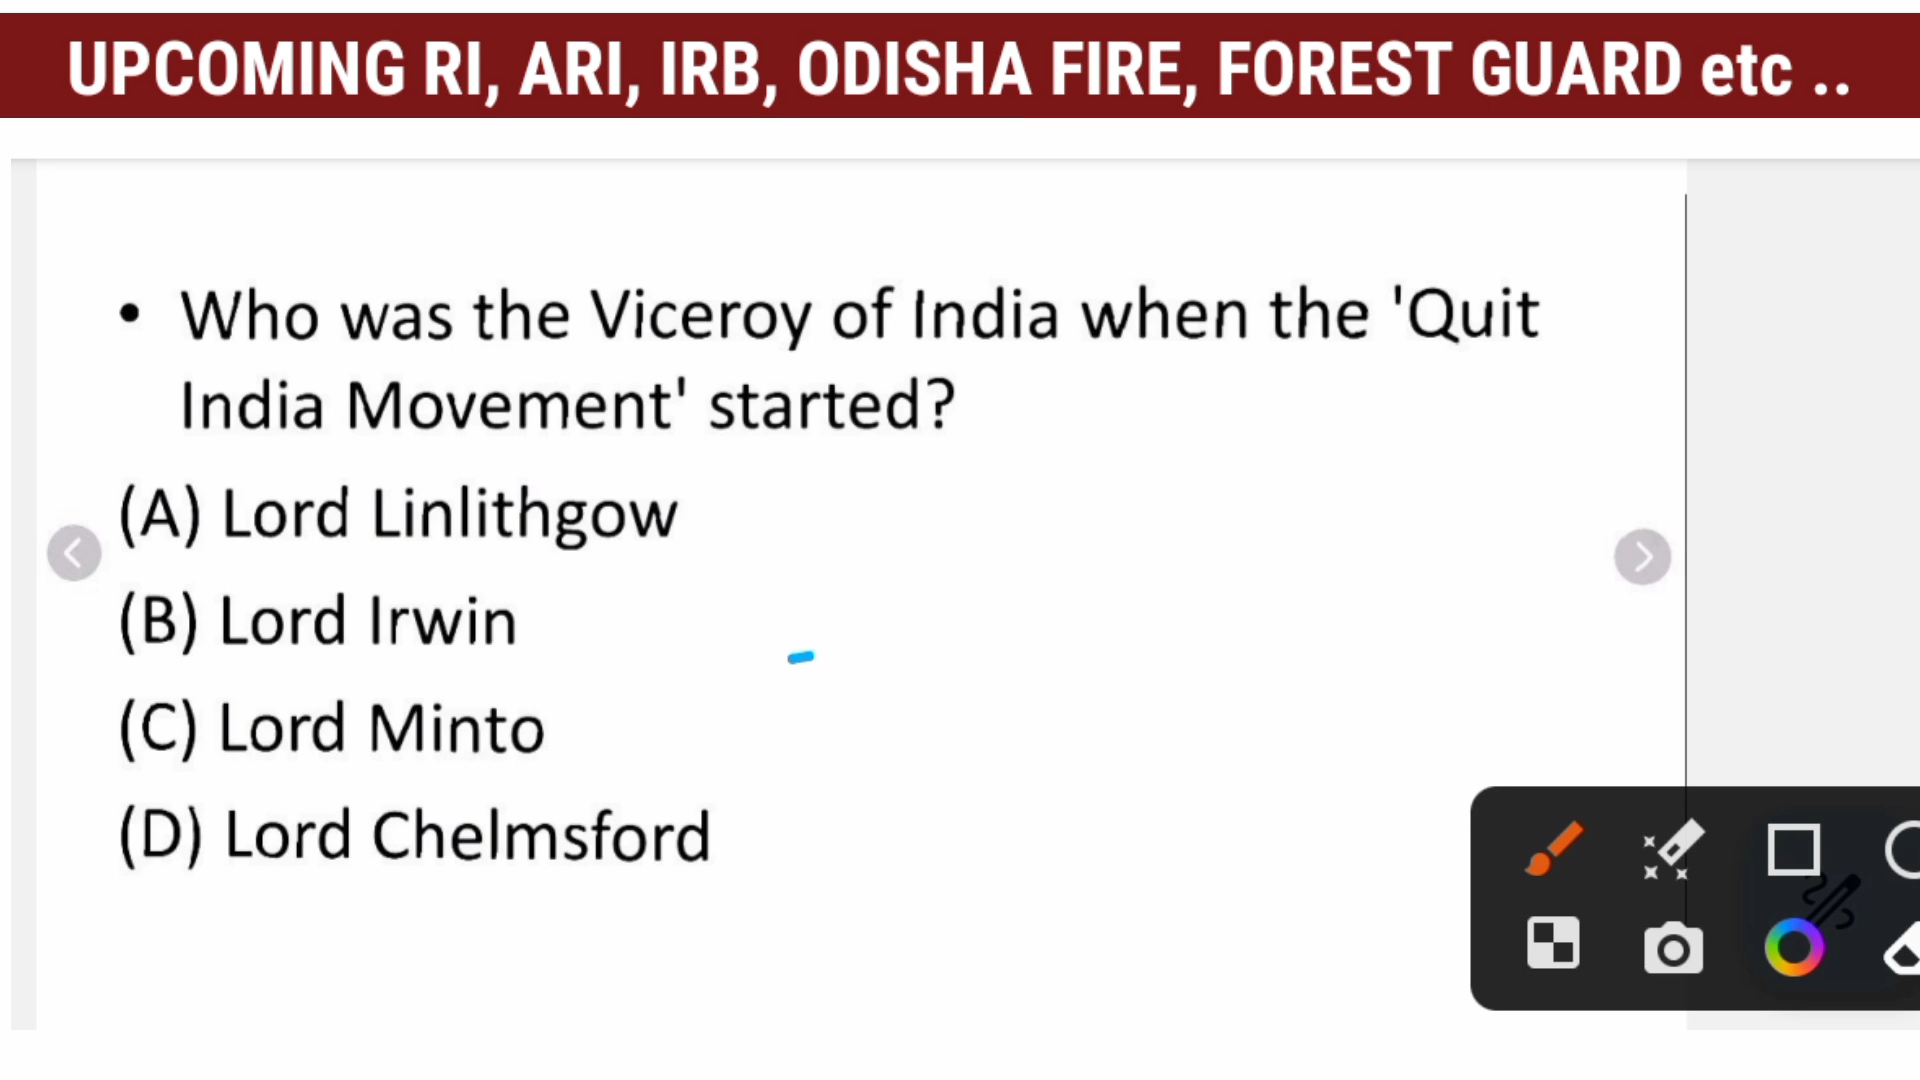 UPCOMING RI, ARI, IRB, ODISHA FIRE, FOREST GUARD etc ..
• Who was the Viceroy of India when the 'Quit
India Movement' started?
(A) Lord Linlithgow
(B) Lord Irwin
(C) Lord Minto
(D) Lord Chelmsford